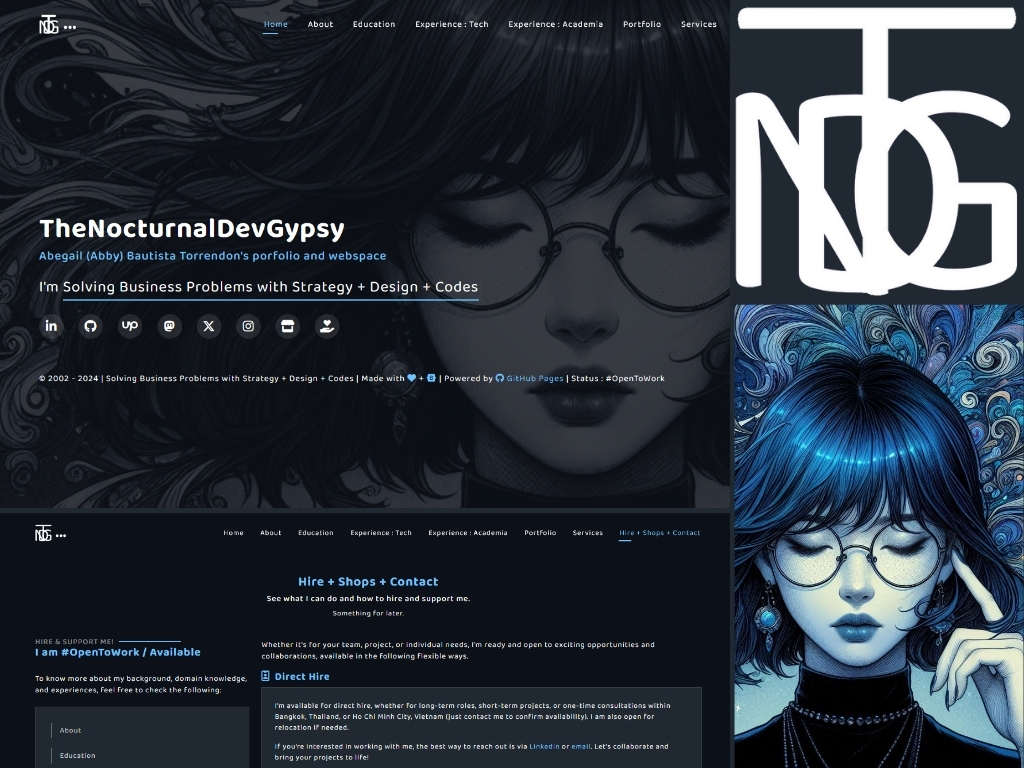 Home About Education Experience : Tech Experience : Academia Portfolio Services
TheNocturnalDevGypsy
Abegail (Abby) Bautista Torrendon's porfolio and webspace
I'm Solving Business Problems with Strategy + Design + Codes
© 2002 - 2024 | Solving Business Problems with Strategy + Design + Codes | Made with + | Powered by GitHub Pages | Status : #OpenToWork
Home About Education Experience : Tech Experience : Academia Portfolio Services Hire + Shops + Contact
Hire + Shops + Contact
See what I can do and how to hire and support me.
Something for later.
HIRE & SUPPORT ME!
I am #OpenToWork / Available
To know more about my background, domain knowledge,
and experiences, feel free to check the following:
About
Education
Whether it's for your team, project, or individual needs, I'm ready and open to exciting opportunities and
collaborations, available in the following flexible ways.
Direct Hire
I'm available for direct hire, whether for long-term roles, short-term projects, or one-time consultations within
Bangkok, Thailand, or Ho Chi Minh City, Vietnam (just contact me to confirm availability). I am also open for
relocation if needed.
If you're interested in working with me, the best way to reach out is via Linkedin or email. Let's collaborate and
bring your projects to life!